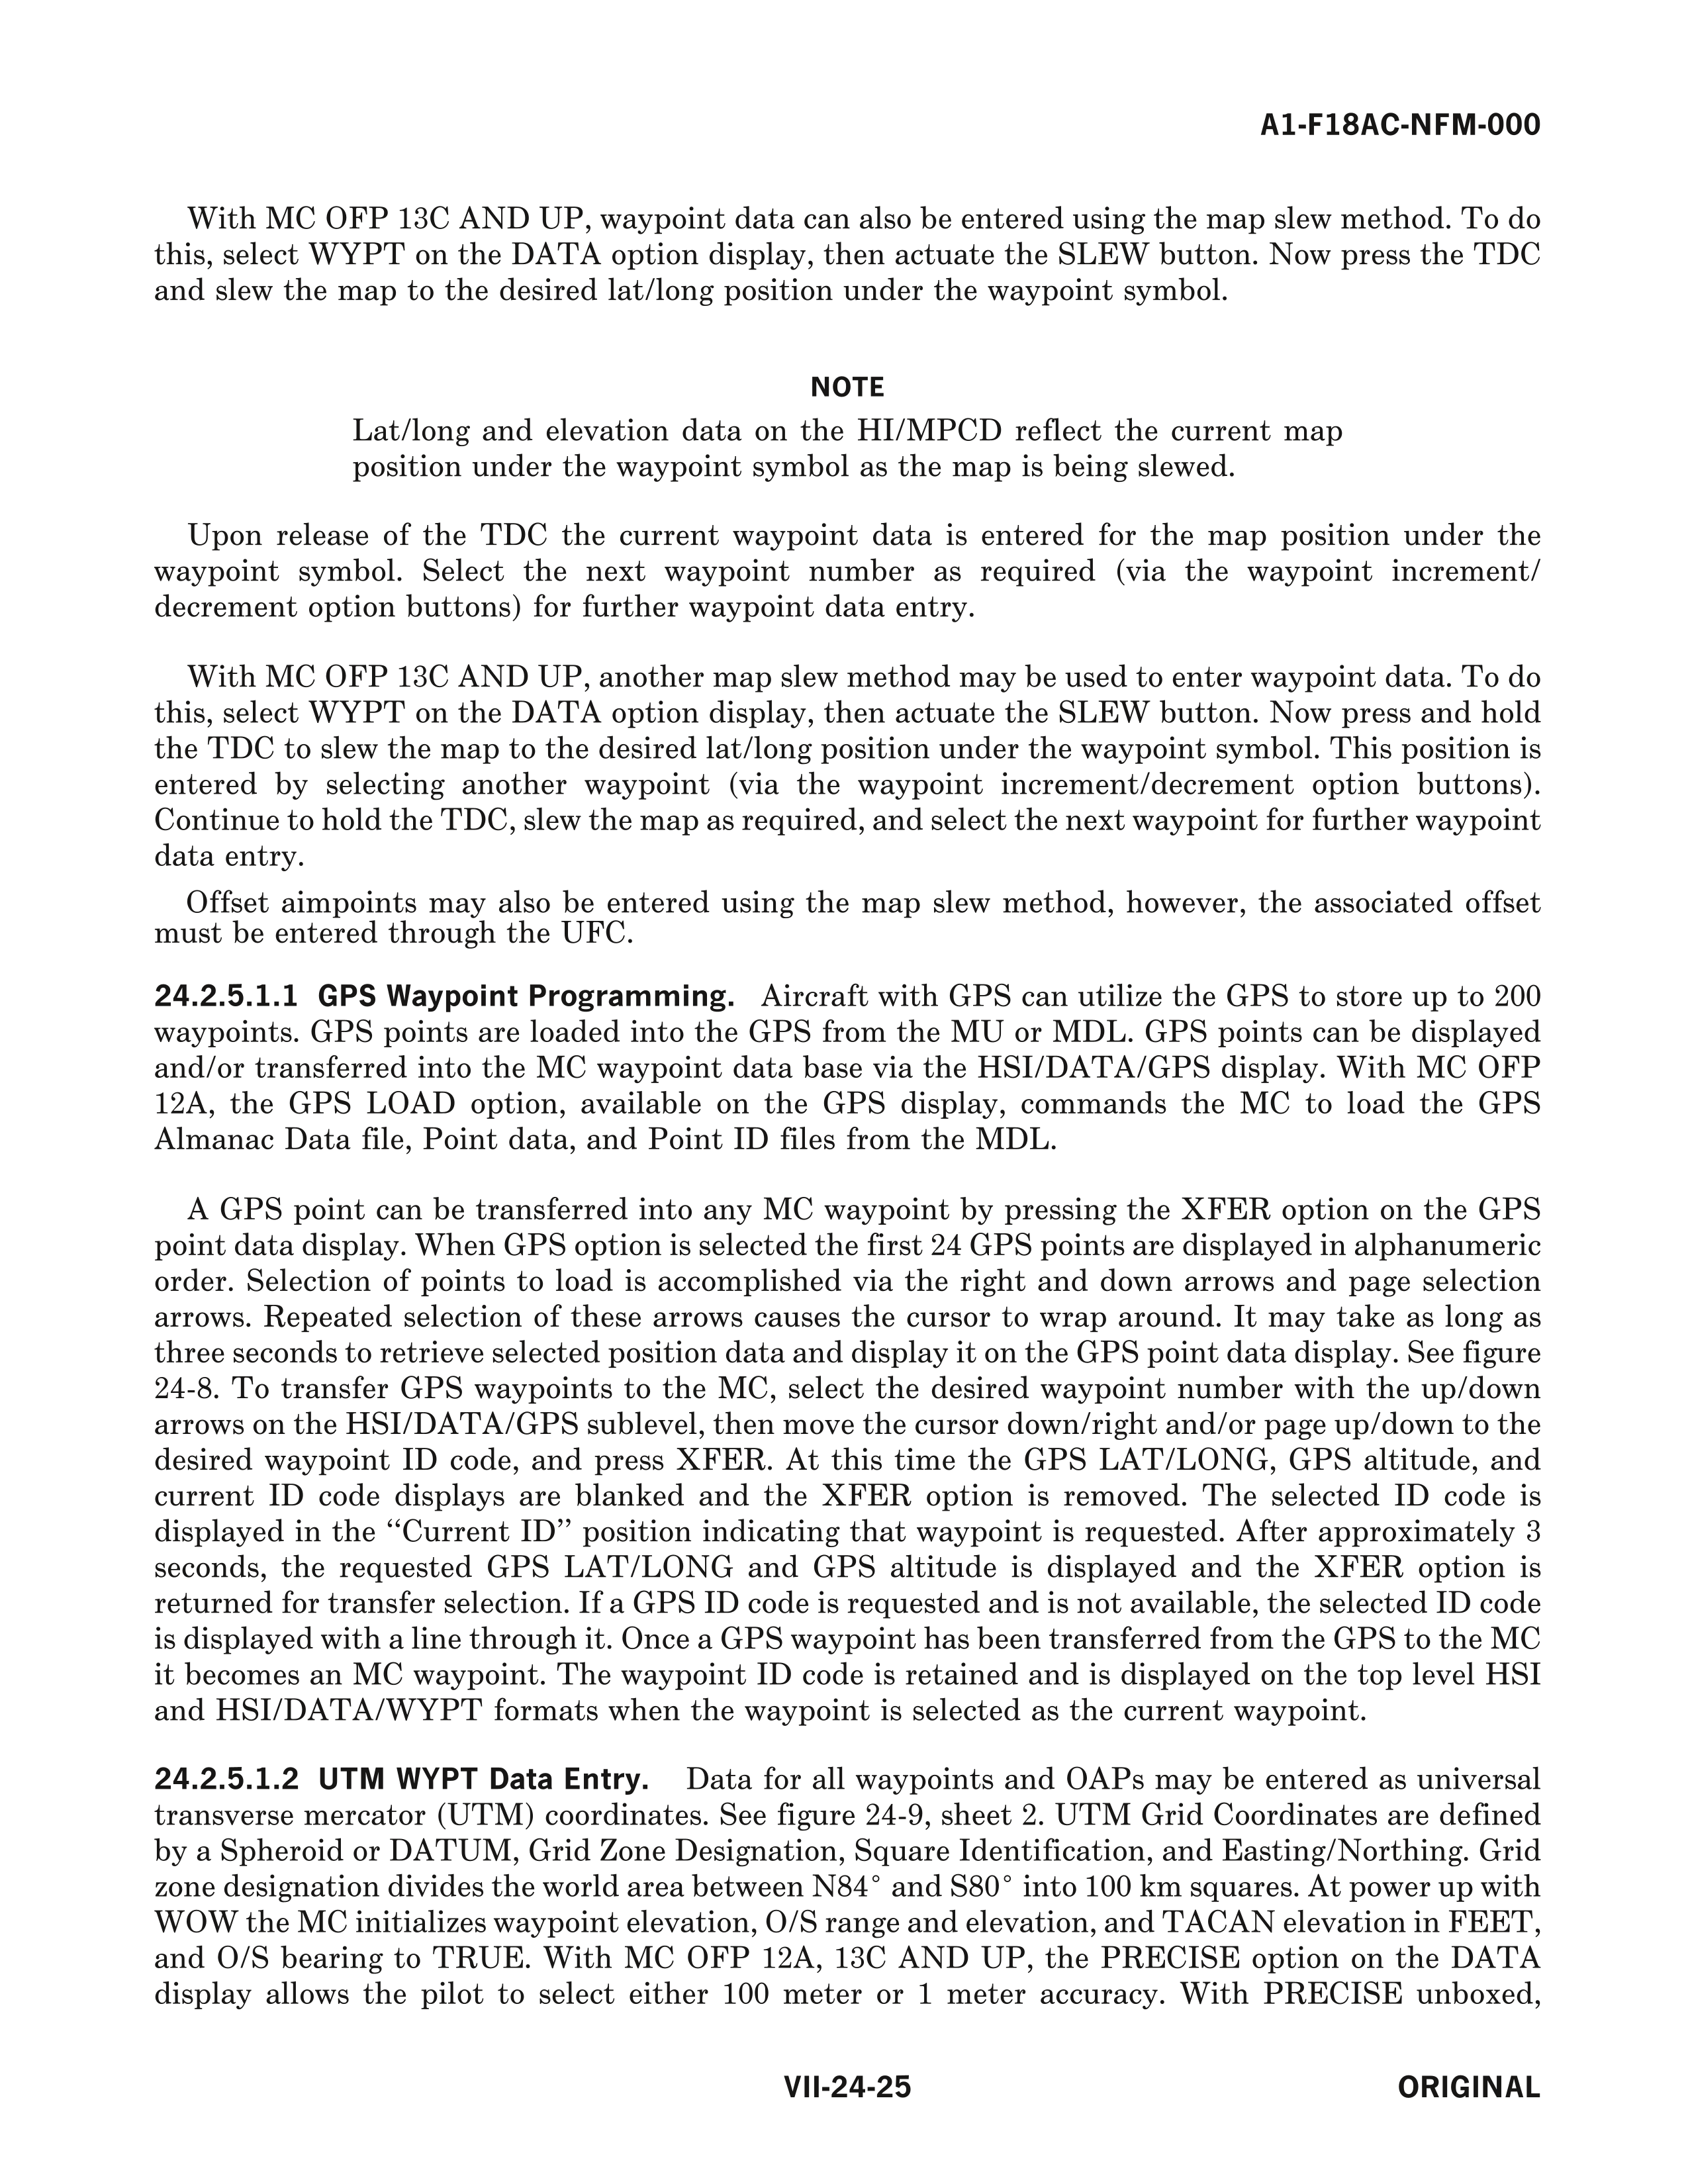 A1-F18AC-NFM-000
With MC OFP 13C AND UP, waypoint data can also be entered using the map slew method. To do
this, select WYPT on the DATA option display, then actuate the SLEW button. Now press the TDC
and slew the map to the desired lat/long position under the waypoint symbol.
NOTE
Lat/long and elevation data on the HI/MPCD reflect the current map
position under the waypoint symbol as the map is being slewed.
Upon release of the TDC the current waypoint data is entered for the map position under the
waypoint symbol. Select the next waypoint number as required (via the waypoint increment/
decrement option buttons) for further waypoint data entry.
With MC OFP 13C AND UP, another map slew method may be used to enter waypoint data. To do
this, select WYPT on the DATA option display, then actuate the SLEW button. Now press and hold
the TDC to slew the map to the desired lat/long position under the waypoint symbol. This position is
entered by selecting another waypoint (via the waypoint increment/decrement option buttons).
Continue to hold the TDC, slew the map as required, and select the next waypoint for further waypoint
data entry.
Offset aimpoints may also be entered using the map slew method, however, the associated offset
must be entered through the UFC.
24.2.5.1.1 GPS Waypoint Programming. Aircraft with GPS can utilize the GPS to store up to 200
waypoints. GPS points are loaded into the GPS from the MU or MDL. GPS points can be displayed
and/or transferred into the MC waypoint data base via the HSI/DATA/GPS display. With MC OFP
12A, the GPS LOAD option, available on the GPS display, commands the MC to load the GPS
Almanac Data file, Point data, and Point ID files from the MDL.
A GPS point can be transferred into any MC waypoint by pressing the XFER option on the GPS
point data display. When GPS option is selected the first 24 GPS points are displayed in alphanumeric
order. Selection of points to load is accomplished via the right and down arrows and page selection
arrows. Repeated selection of these arrows causes the cursor to wrap around. It may take as long as
three seconds to retrieve selected position data and display it on the GPS point data display. See figure
24-8. To transfer GPS waypoints to the MC, select the desired waypoint number with the up/down
arrows on the HSI/DATA/GPS sublevel, then move the cursor down/right and/or page up/down to the
desired waypoint ID code, and press XFER. At this time the GPS LAT/LONG, GPS altitude, and
current ID code displays are blanked and the XFER option is removed. The selected ID code is
displayed in the ‘‘Current ID’’ position indicating that waypoint is requested. After approximately 3
seconds, the requested GPS LAT/LONG and GPS altitude is displayed and the XFER option is
returned for transfer selection. If a GPS ID code is requested and is not available, the selected ID code
is displayed with a line through it. Once a GPS waypoint has been transferred from the GPS to the MC
it becomes an MC waypoint. The waypoint ID code is retained and is displayed on the top level HSI
and HSI/DATA/WYPT formats when the waypoint is selected as the current waypoint.
24.2.5.1.2 UTM WYPT Data Entry. Data for all waypoints and OAPs may be entered as universal
transverse mercator (UTM) coordinates. See figure 24-9, sheet 2. UTM Grid Coordinates are defined
by a Spheroid or DATUM, Grid Zone Designation, Square Identification, and Easting/Northing. Grid
zone designation divides the world area between N84° and S80° into 100 km squares. At power up with
WOW the MC initializes waypoint elevation, O/S range and elevation, and TACAN elevation in FEET,
and O/S bearing to TRUE. With MC OFP 12A, 13C AND UP, the PRECISE option on the DATA
display allows the pilot to select either 100 meter or 1 meter accuracy. With PRECISE unboxed,
VII-24-25
ORIGINAL